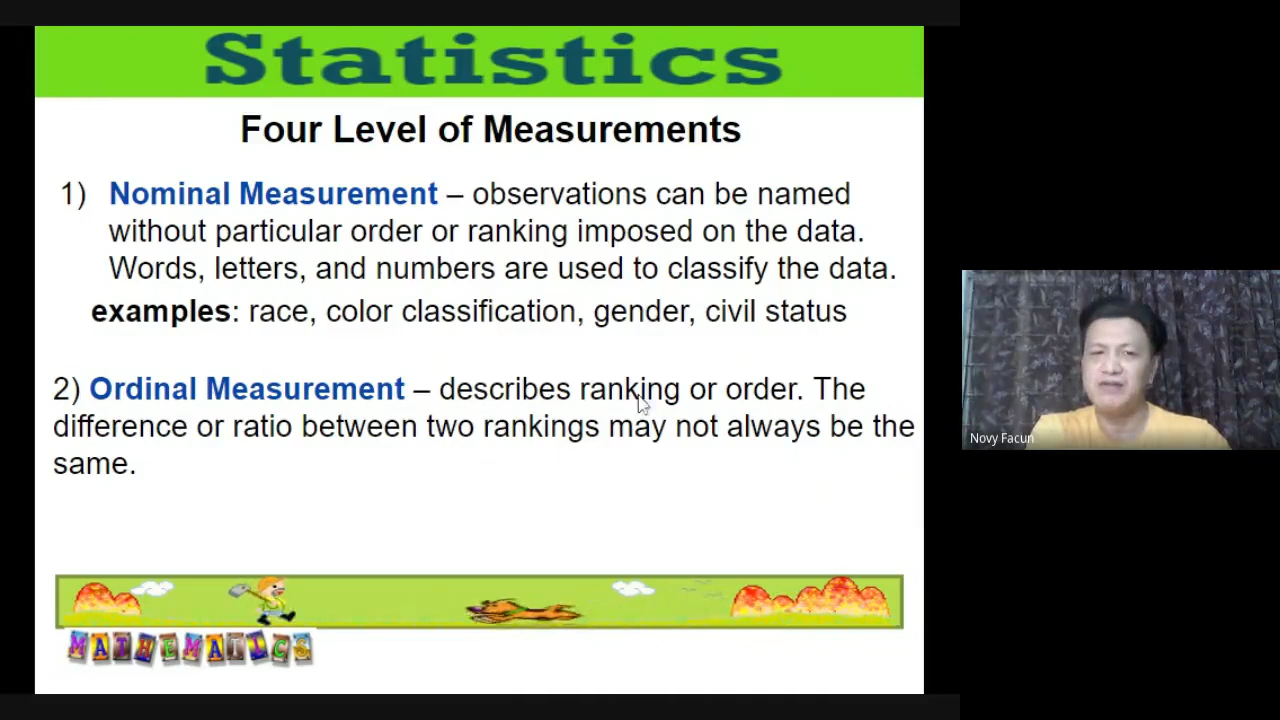 Statistics
Four Level of Measurements
1) Nominal Measurement – observations can be named
without particular order or ranking imposed on the data.
Words, letters, and numbers are used to classify the data.
examples: race, color classification, gender, civil status
2) Ordinal Measurement – describes ranking or order. The
difference or ratio between two rankings may not always be the
same.
MATHEMATICS
Novy Facun